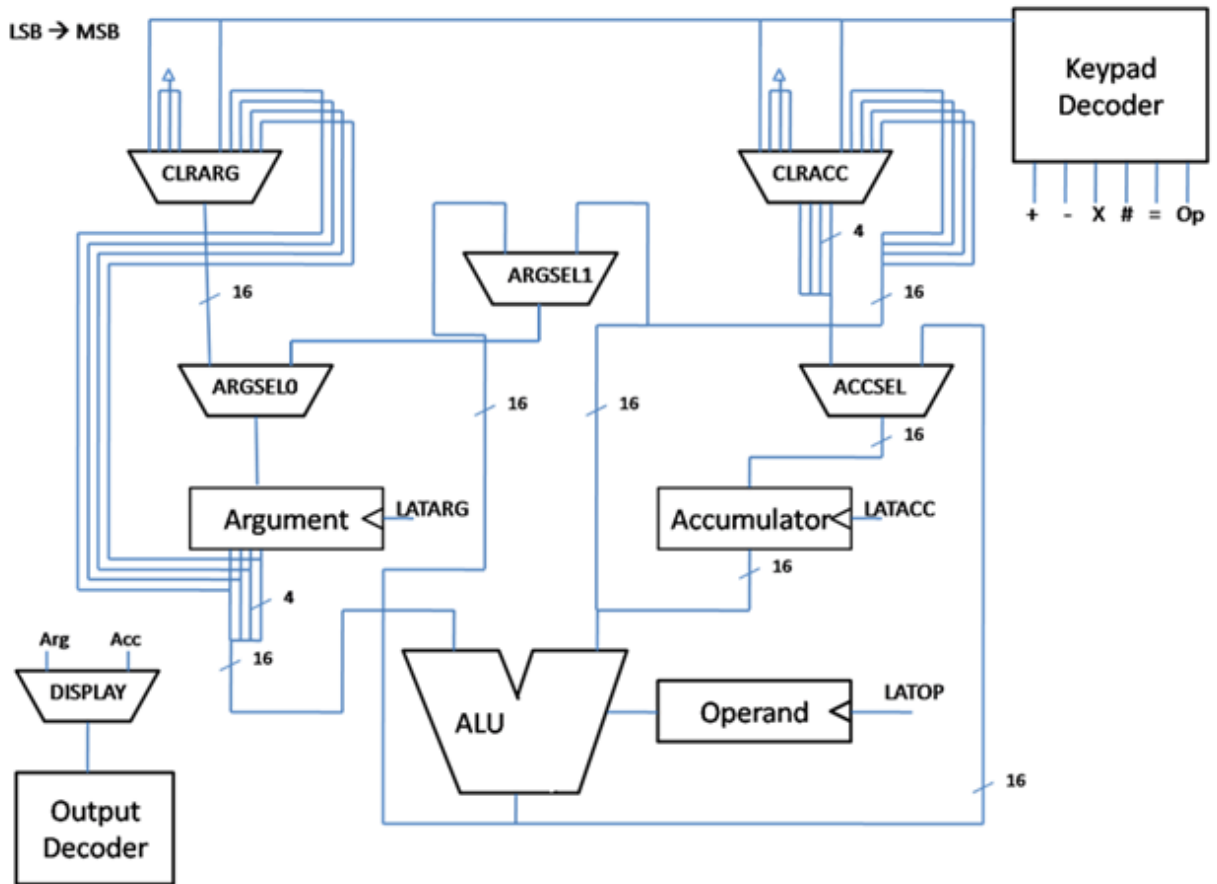 LSB → MSB
Keypad
Decoder
CLRARG
CLRACC
+ - X # = Op
4
ARGSEL1
16
16
ARGSEL0
ACCSEL
16
16
16
Argument
LATARG
Accumulator
LATACC
16
4
Arg
Acc
16
DISPLAY
ALU
Operand
LATOP
16
Output
Decoder